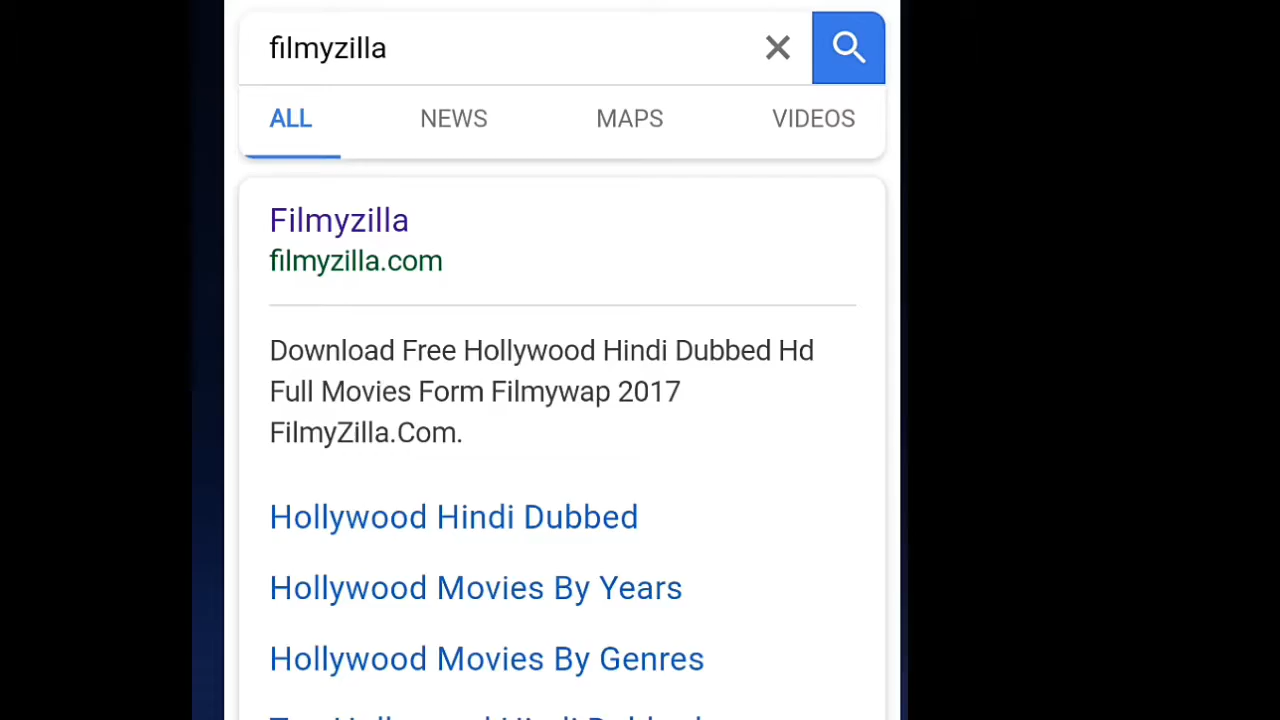 filmyzilla
ALL NEWS MAPS VIDEOS
Filmyzilla
filmyzilla.com
Download Free Hollywood Hindi Dubbed Hd
Full Movies Form Filmywap 2017
FilmyZilla.Com.
Hollywood Hindi Dubbed
Hollywood Movies By Years
Hollywood Movies By Genres